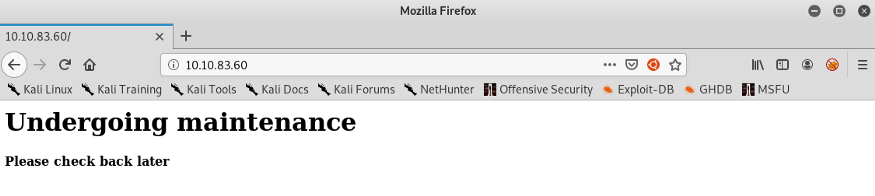 Mozilla Firefox
10.10.83.60/
10.10.83.60
Kali Linux Kali Training Kali Tools Kali Docs Kali Forums NetHunter Offensive Security Exploit-DB GHDB MSFU
Undergoing maintenance
Please check back later